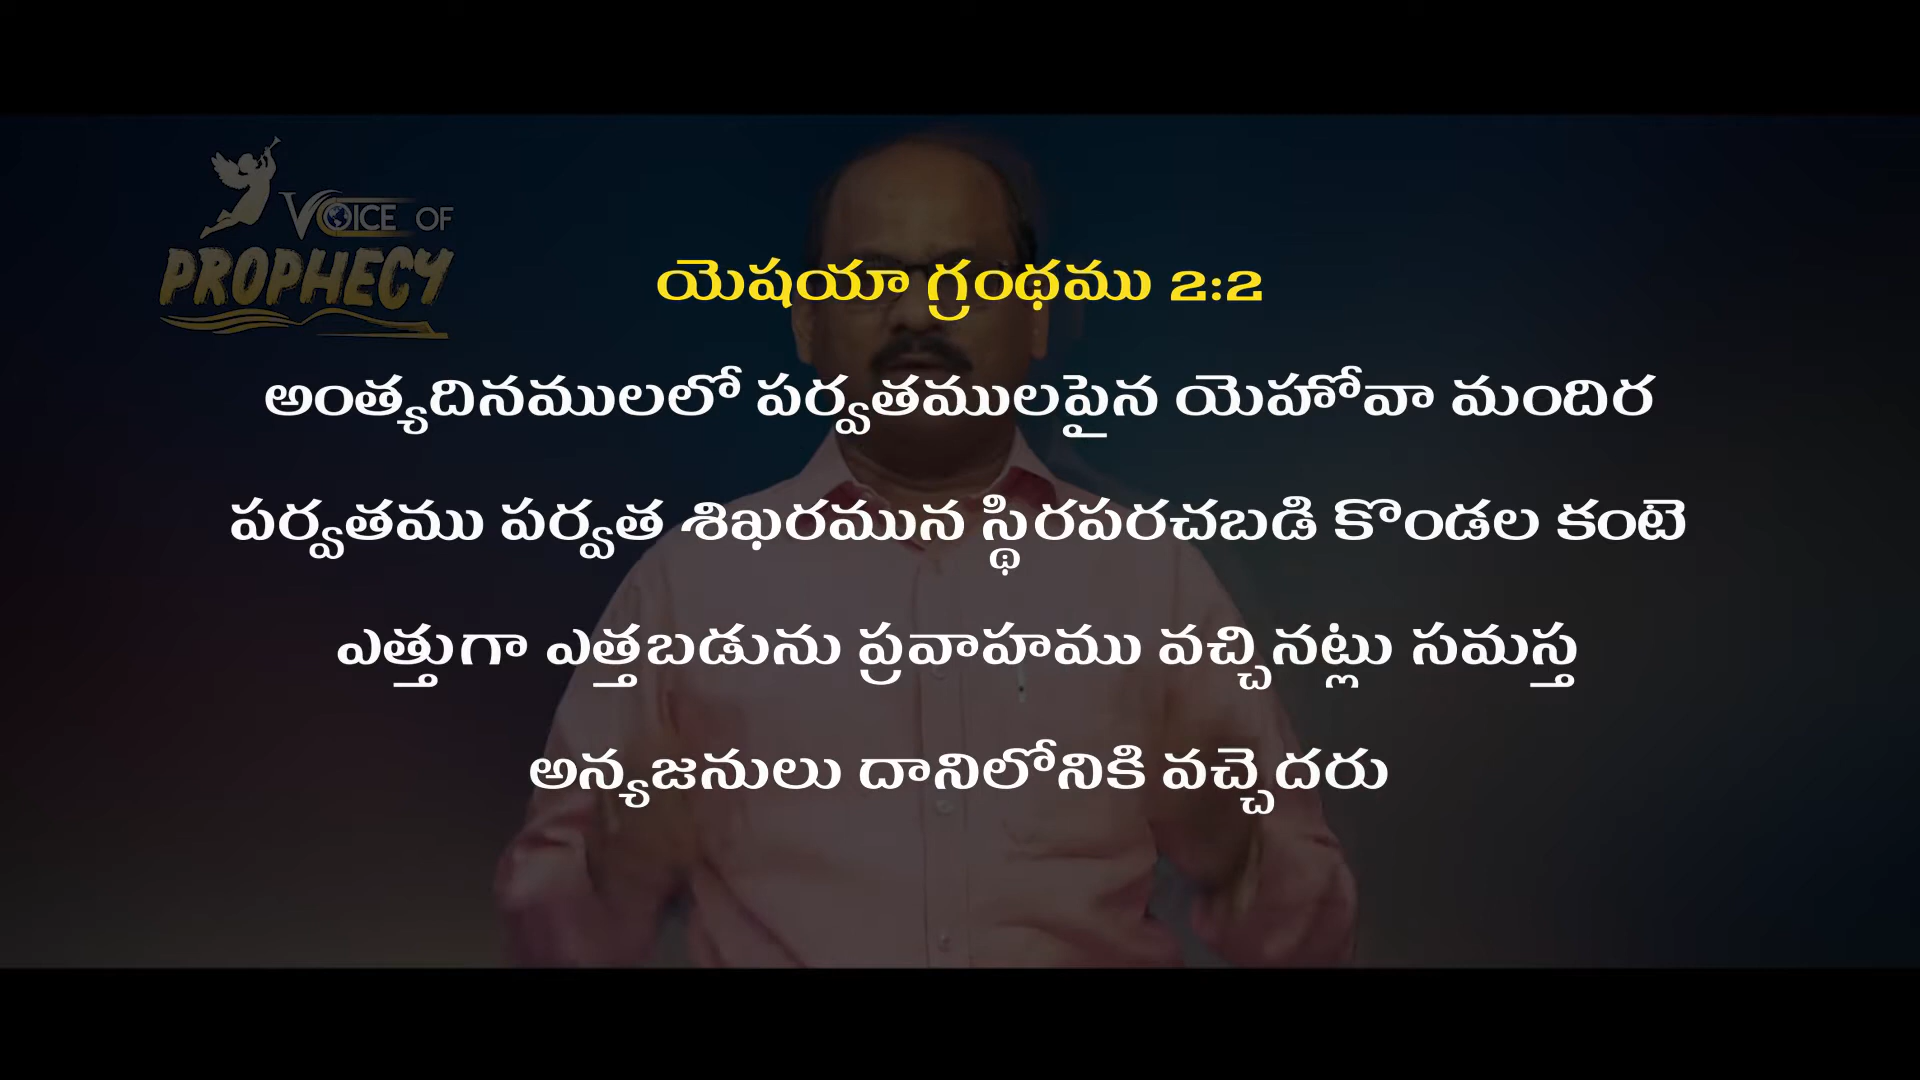 VOICE OF
PROPHECY
యెషయా గ్రంథము 2:2
అంత్యదినములలో పర్వతములపైన యెహోవా మందిర
పర్వతము పర్వత శిఖరమున స్థిరపరచబడి కొండల కంటె
ఎత్తుగా ఎత్తబడును ప్రవాహము వచ్చినట్లు సమస్త
అన్యజనులు దానిలోనికి వచ్చెదరు